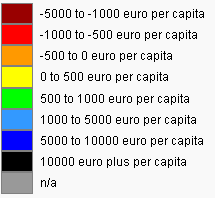 -5000 to -1000 euro per capita
-1000 to -500 euro per capita
-500 to 0 euro per capita
0 to 500 euro per capita
500 to 1000 euro per capita
1000 to 5000 euro per capita
5000 to 10000 euro per capita
10000 euro plus per capita
n/a